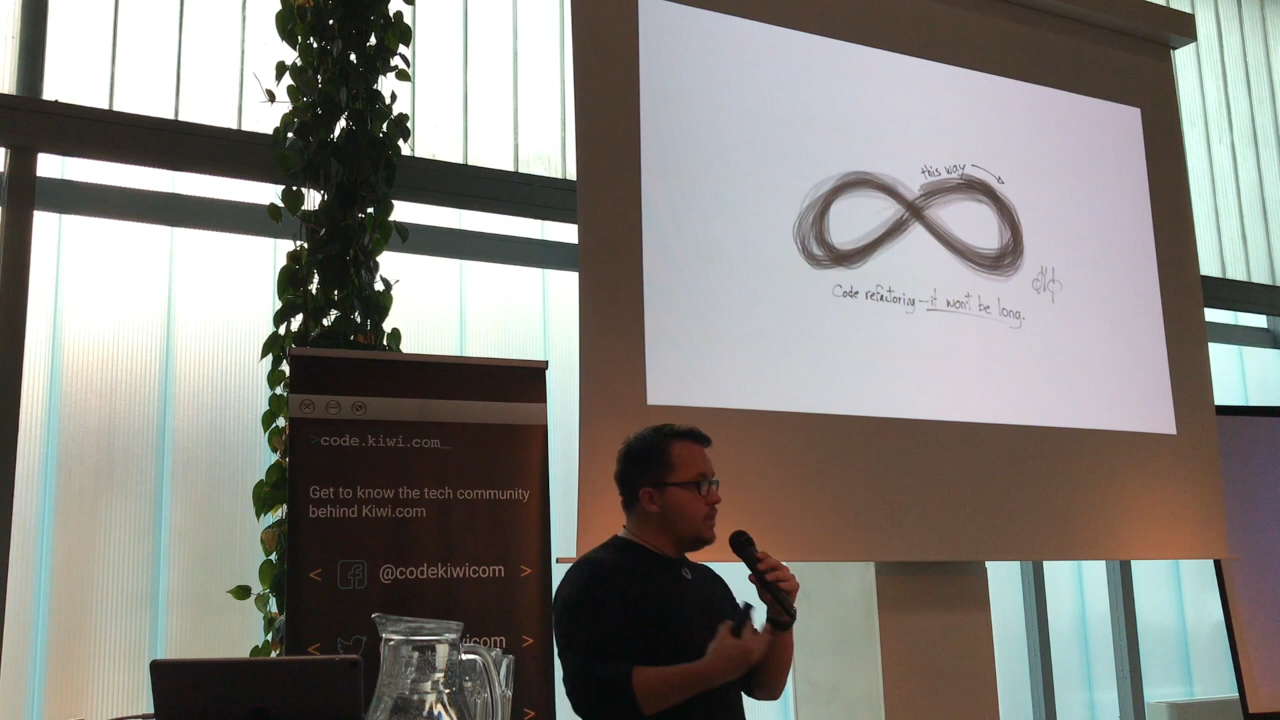 this way
Code refactoring – it won't be long.
>code.kiwi.com_
Get to know the tech community
behind Kiwi.com
< @codekiwicom >
<
>
>